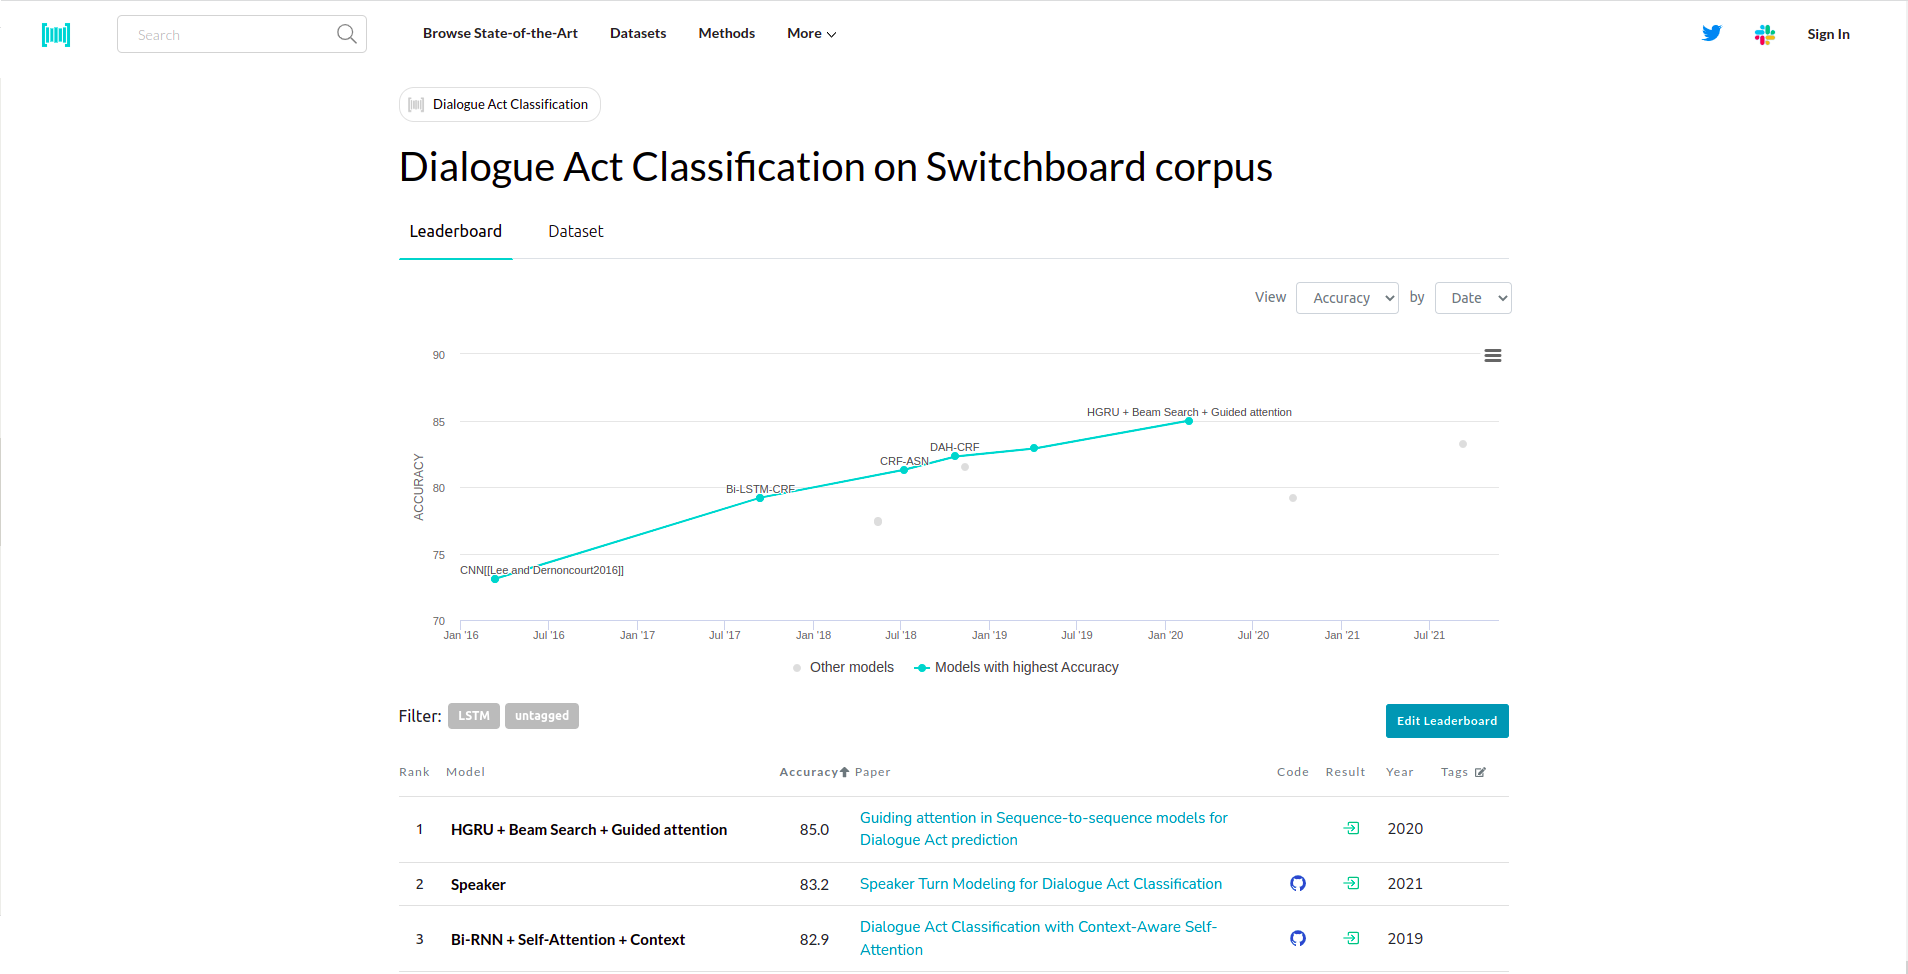 Search
Browse State-of-the-Art Datasets Methods More
Sign In
Dialogue Act Classification
Dialogue Act Classification on Switchboard corpus
Leaderboard Dataset
View Accuracy by Date
90
85
80
75
70
ACCURACY
HGRU + Beam Search + Guided attention
DAH-CRF
CRF-ASN
Bi-LSTM-CRF
CNN[[Lee and Dernoncourt2016]]
Jan '16 Jul '16 Jan '17 Jul '17 Jan '18 Jul '18 Jan '19 Jul '19 Jan '20 Jul '20 Jan '21 Jul '21
Other models Models with highest Accuracy
Filter: LSTM untagged
Edit Leaderboard
Rank Model Accuracy Paper Code Result Year Tags
1 HGRU + Beam Search + Guided attention 85.0 Guiding attention in Sequence-to-sequence models for
Dialogue Act prediction 2020
2 Speaker 83.2 Speaker Turn Modeling for Dialogue Act Classification 2021
3 Bi-RNN + Self-Attention + Context 82.9 Dialogue Act Classification with Context-Aware Self-
Attention 2019